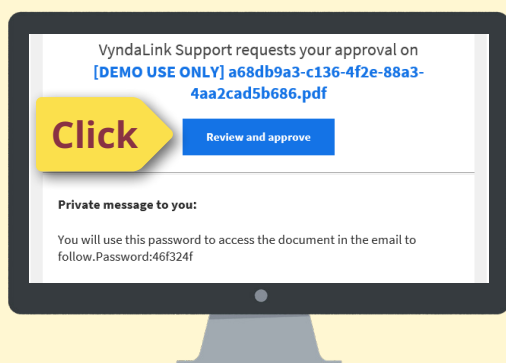 VyndaLink Support requests your approval on
[DEMO USE ONLY] a68db9a3-c136-4f2e-88a3-
4aa2cad5b686.pdf
Click
Review and approve
Private message to you:
You will use this password to access the document in the email to
follow.Password:46f324f